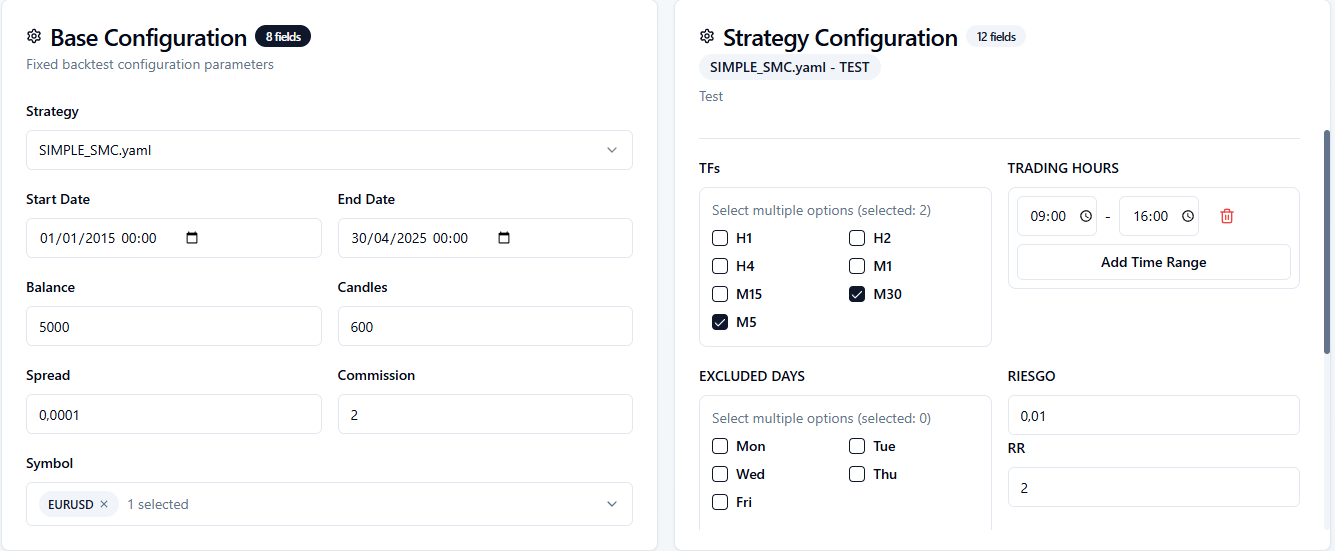 Base Configuration 8 fields
Fixed backtest configuration parameters
Strategy
SIMPLE_SMC.yaml
Start Date End Date
01/01/2015 00:00 30/04/2025 00:00
Balance Candles
5000 600
Spread Commission
0,0001 2
Symbol
EURUSD × 1 selected
Strategy Configuration 12 fields
SIMPLE_SMC.yaml - TEST
Test
TFs
Select multiple options (selected: 2)
H1 H2
H4 M1
M15 M30
M5
TRADING HOURS
09:00 - 16:00
Add Time Range
EXCLUDED DAYS
Select multiple options (selected: 0)
Mon Tue
Wed Thu
Fri
RIESGO
0,01
RR
2